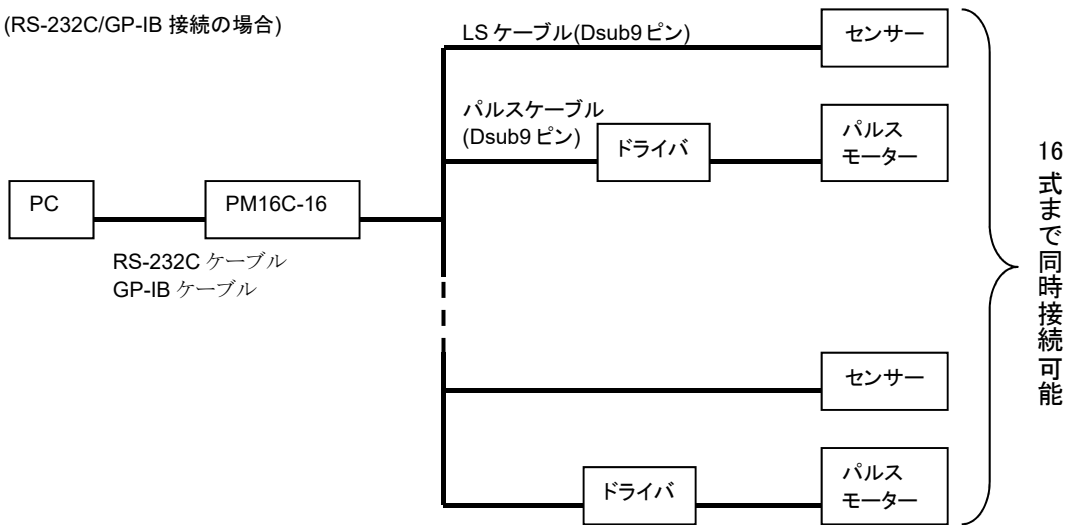 (RS-232C/GP-IB 接続の場合)
LS ケーブル(Dsub9 ピン)
センサー
パルスケーブル
(Dsub9 ピン)
ドライバ
パルス
モーター
PC
PM16C-16
RS-232C ケーブル
GP-IB ケーブル
センサー
ドライバ
パルス
モーター
16式まで同時接続可能